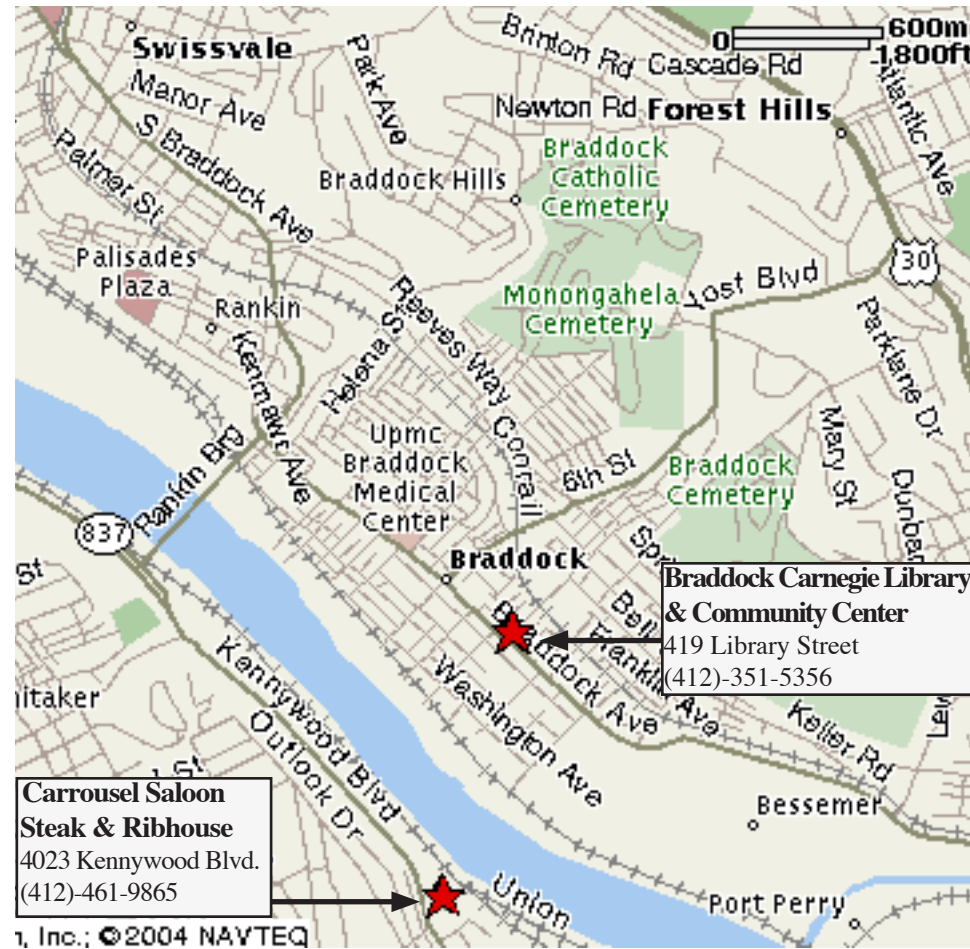 Swissvale
Manor Ave
S Braddock Ave
Palmer St
Park Ave
Brinton Rd
Cascade Rd
0
600m
1800ft
Newton Rd
Forest Hills
Atlantic Ave
Braddock Hills
Braddock
Catholic
Cemetery
Palisades
Plaza
Rankin
Monongahela
Cemetery
Yost Blvd
30
Parklane Dr
Kenmawr Ave
Helena St
Reeves Way
Conrail
Upmc
Braddock
Medical
Center
6th St
Braddock
Cemetery
Mary St
Rankin Brg
837
St
Braddock
Braddock Carnegie Library
& Community Center
419 Library Street
(412)-351-5356
Braddock Ave
Washington Ave
Keller Rd
Kennywood Blvd
Outlook Dr
St
Carrousel Saloon
Steak & Ribhouse
4023 Kennywood Blvd.
(412)-461-9865
Bessemer
Union
Port Perry
, Inc.; ©2004 NAVTEQ